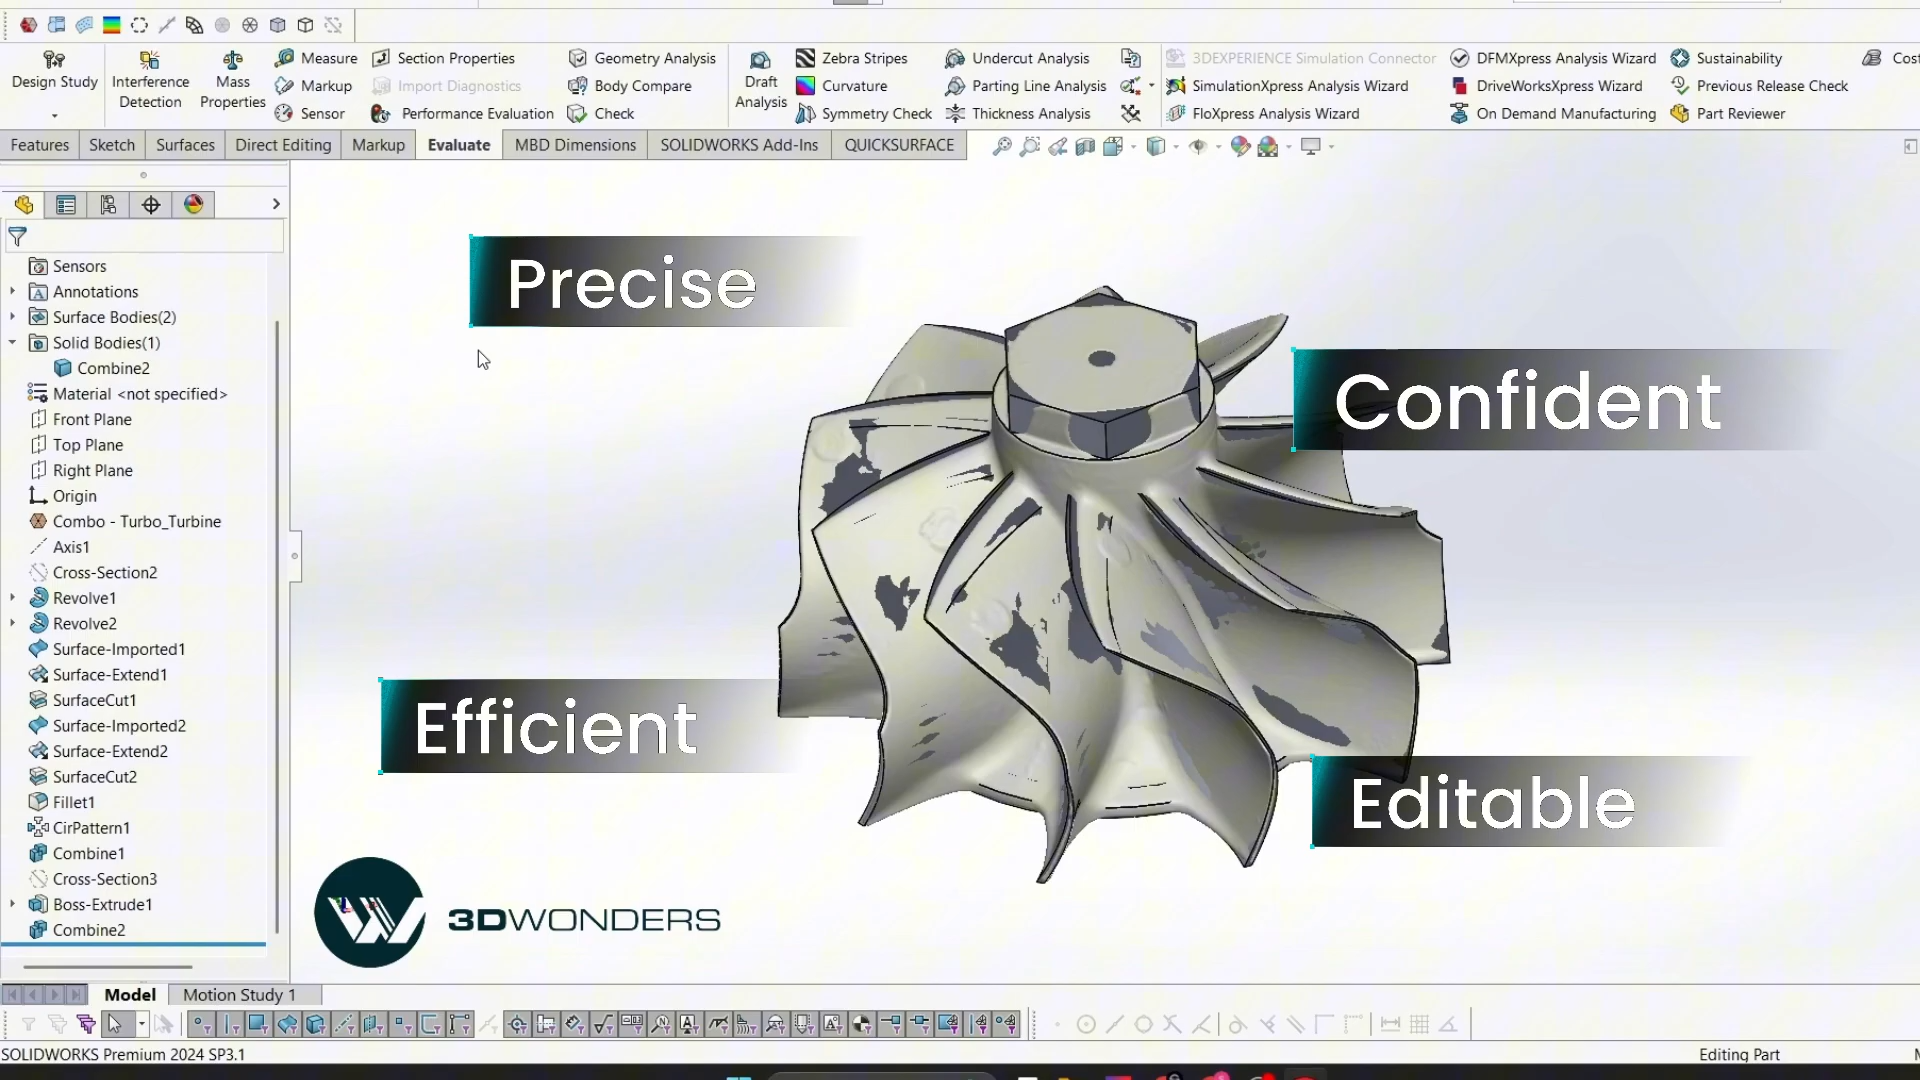 Design Study
Interference Detection
Mass Properties
Measure
Markup
Sensor
Section Properties
Import Diagnostics
Performance Evaluation
Geometry Analysis
Body Compare
Check
Draft Analysis
Zebra Stripes
Curvature
Symmetry Check
Undercut Analysis
Parting Line Analysis
Thickness Analysis
3DEXPERIENCE Simulation Connector
SimulationXpress Analysis Wizard
FloXpress Analysis Wizard
DFMXpress Analysis Wizard
DriveWorksXpress Wizard
On Demand Manufacturing
Sustainability
Previous Release Check
Part Reviewer
Features
Sketch
Surfaces
Direct Editing
Markup
Evaluate
MBD Dimensions
SOLIDWORKS Add-Ins
QUICKSURFACE
Sensors
Annotations
Surface Bodies(2)
Solid Bodies(1)
Combine2
Material <not specified>
Front Plane
Top Plane
Right Plane
Origin
Combo - Turbo_Turbine
Axis1
Cross-Section2
Revolve1
Revolve2
Surface-Imported1
Surface-Extend1
SurfaceCut1
Surface-Imported2
Surface-Extend2
SurfaceCut2
Fillet1
CirPattern1
Combine1
Cross-Section3
Boss-Extrude1
Combine2
Precise
Confident
Efficient
Editable
3DWONDERS
Model
Motion Study 1
SOLIDWORKS Premium 2024 SP3.1
Editing Part